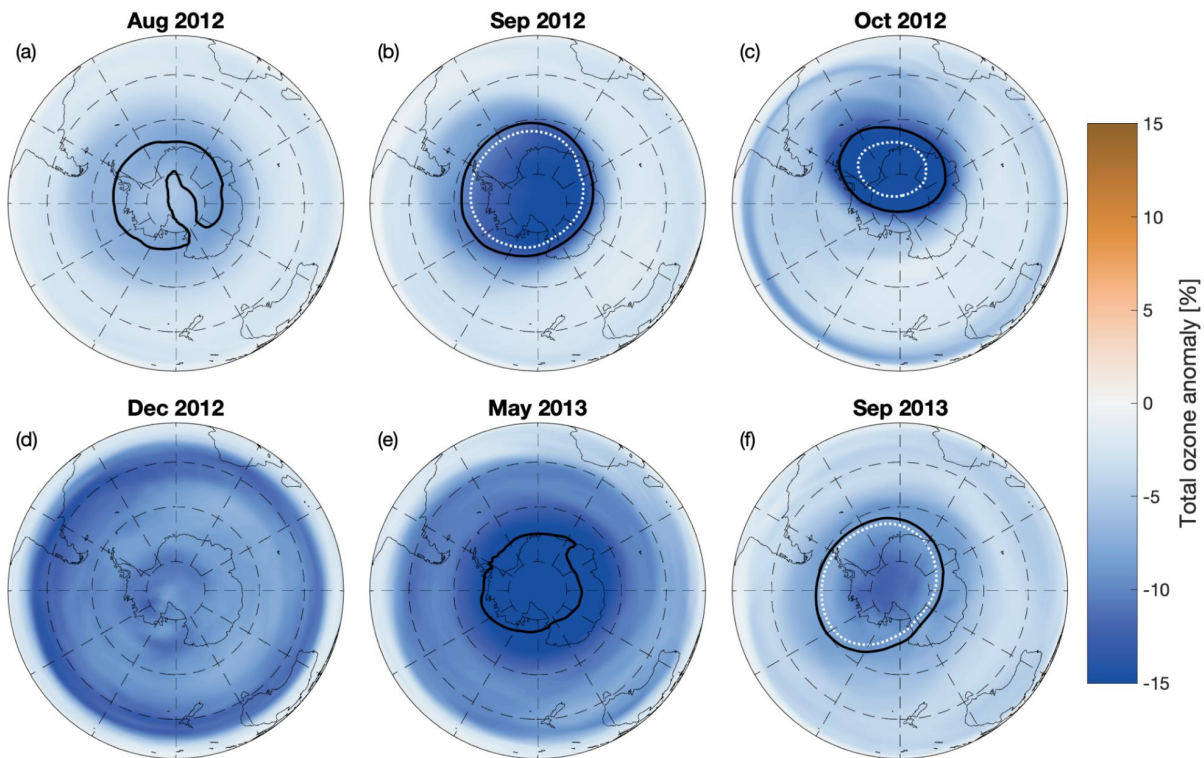 Aug 2012
Sep 2012
Oct 2012
(a)
(b)
(c)
Dec 2012
May 2013
Sep 2013
(d)
(e)
(f)
15
10
5
0
-5
-10
-15
Total ozone anomaly [%]